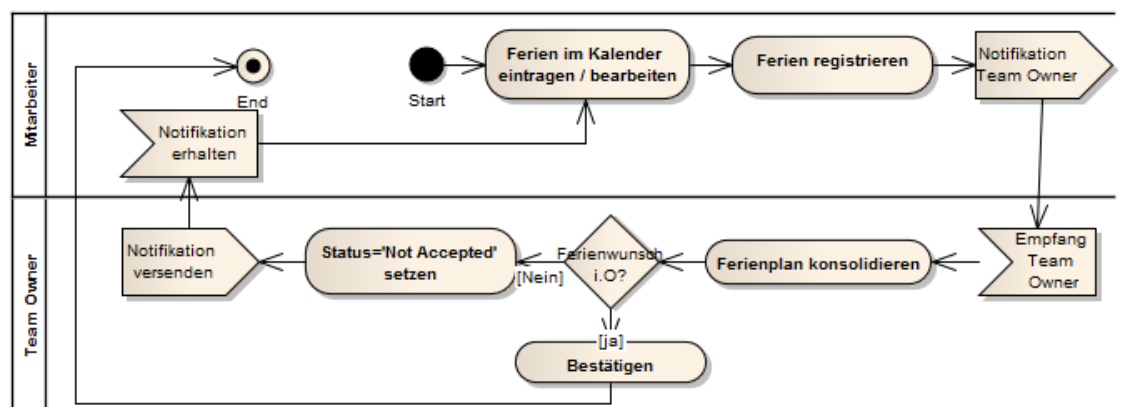 Mitarbeiter
End
Start
Ferien im Kalender
eintragen / bearbeiten
Ferien registrieren
Notifikation
Team Owner
Notifikation
erhalten
Team Owner
Notifikation
versenden
Status='Not Accepted'
setzen
[Nein]
Ferienwunsch
i.O?
Ferienplan konsolidieren
Empfang
Team
Owner
[ja]
Bestätigen